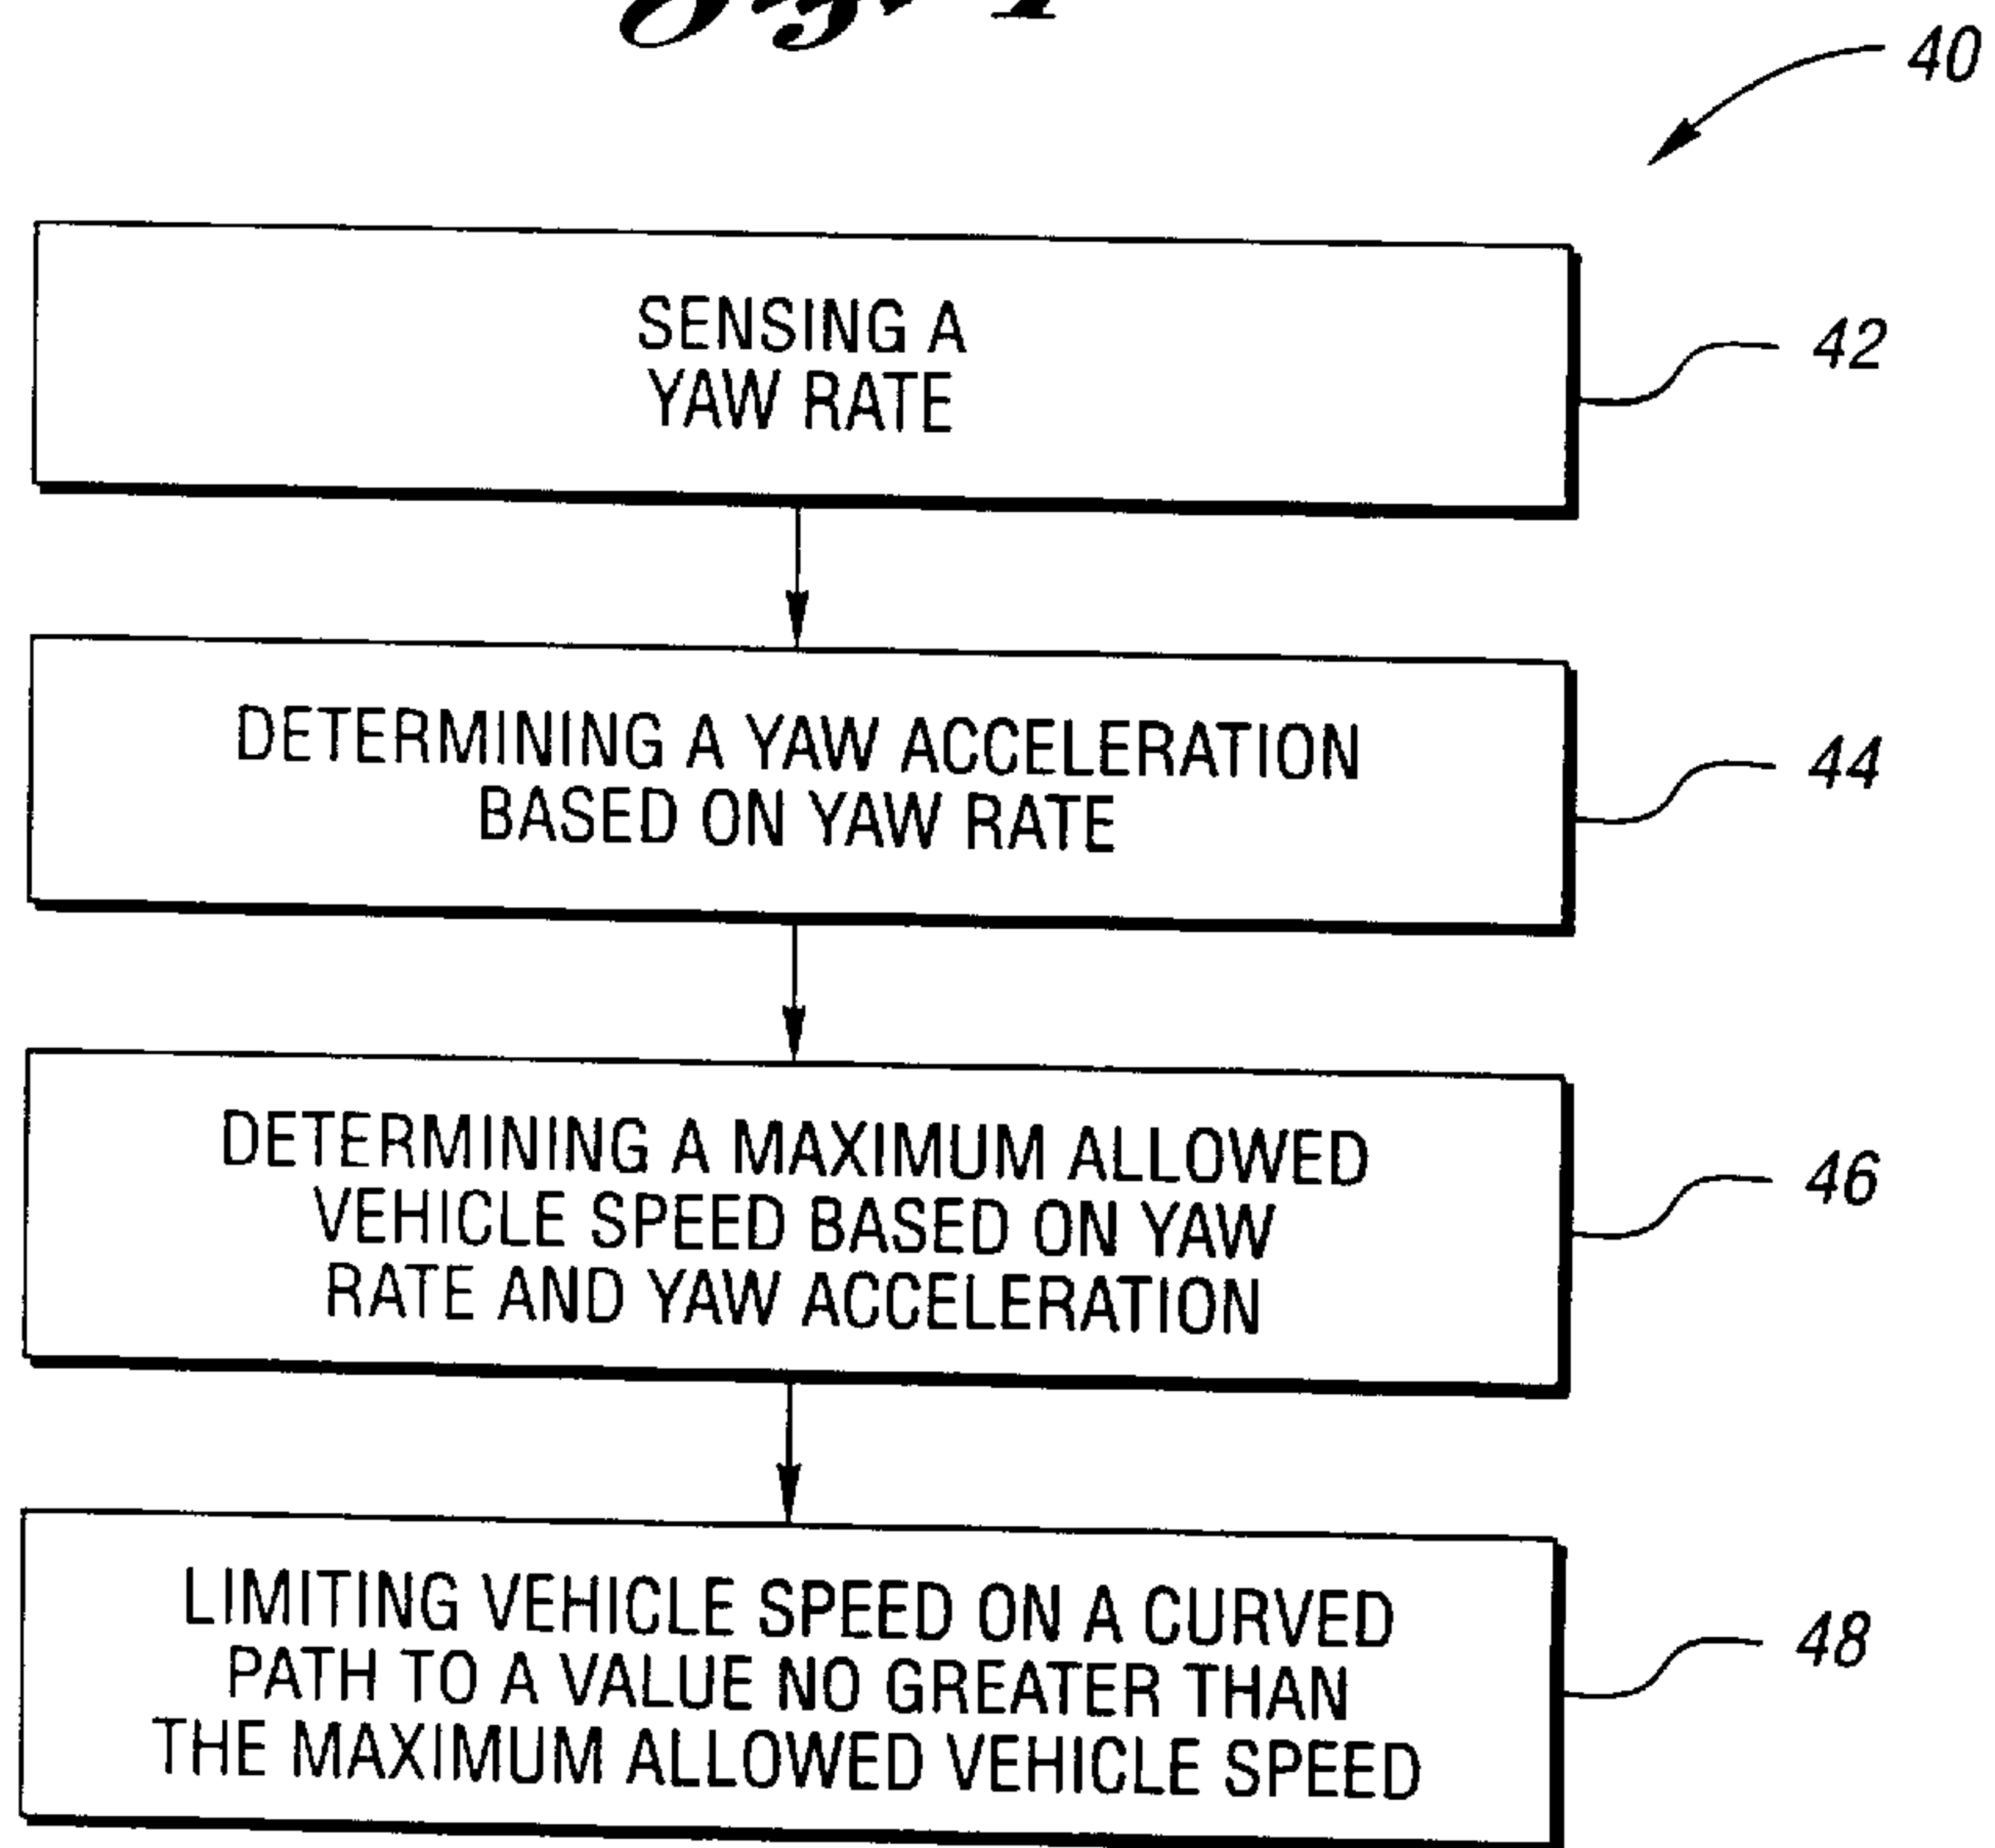 40
SENSING A
YAW RATE
42
DETERMINING A YAW ACCELERATION
BASED ON YAW RATE
44
DETERMINING A MAXIMUM ALLOWED
VEHICLE SPEED BASED ON YAW
RATE AND YAW ACCELERATION
46
LIMITING VEHICLE SPEED ON A CURVED
PATH TO A VALUE NO GREATER THAN
THE MAXIMUM ALLOWED VEHICLE SPEED
48